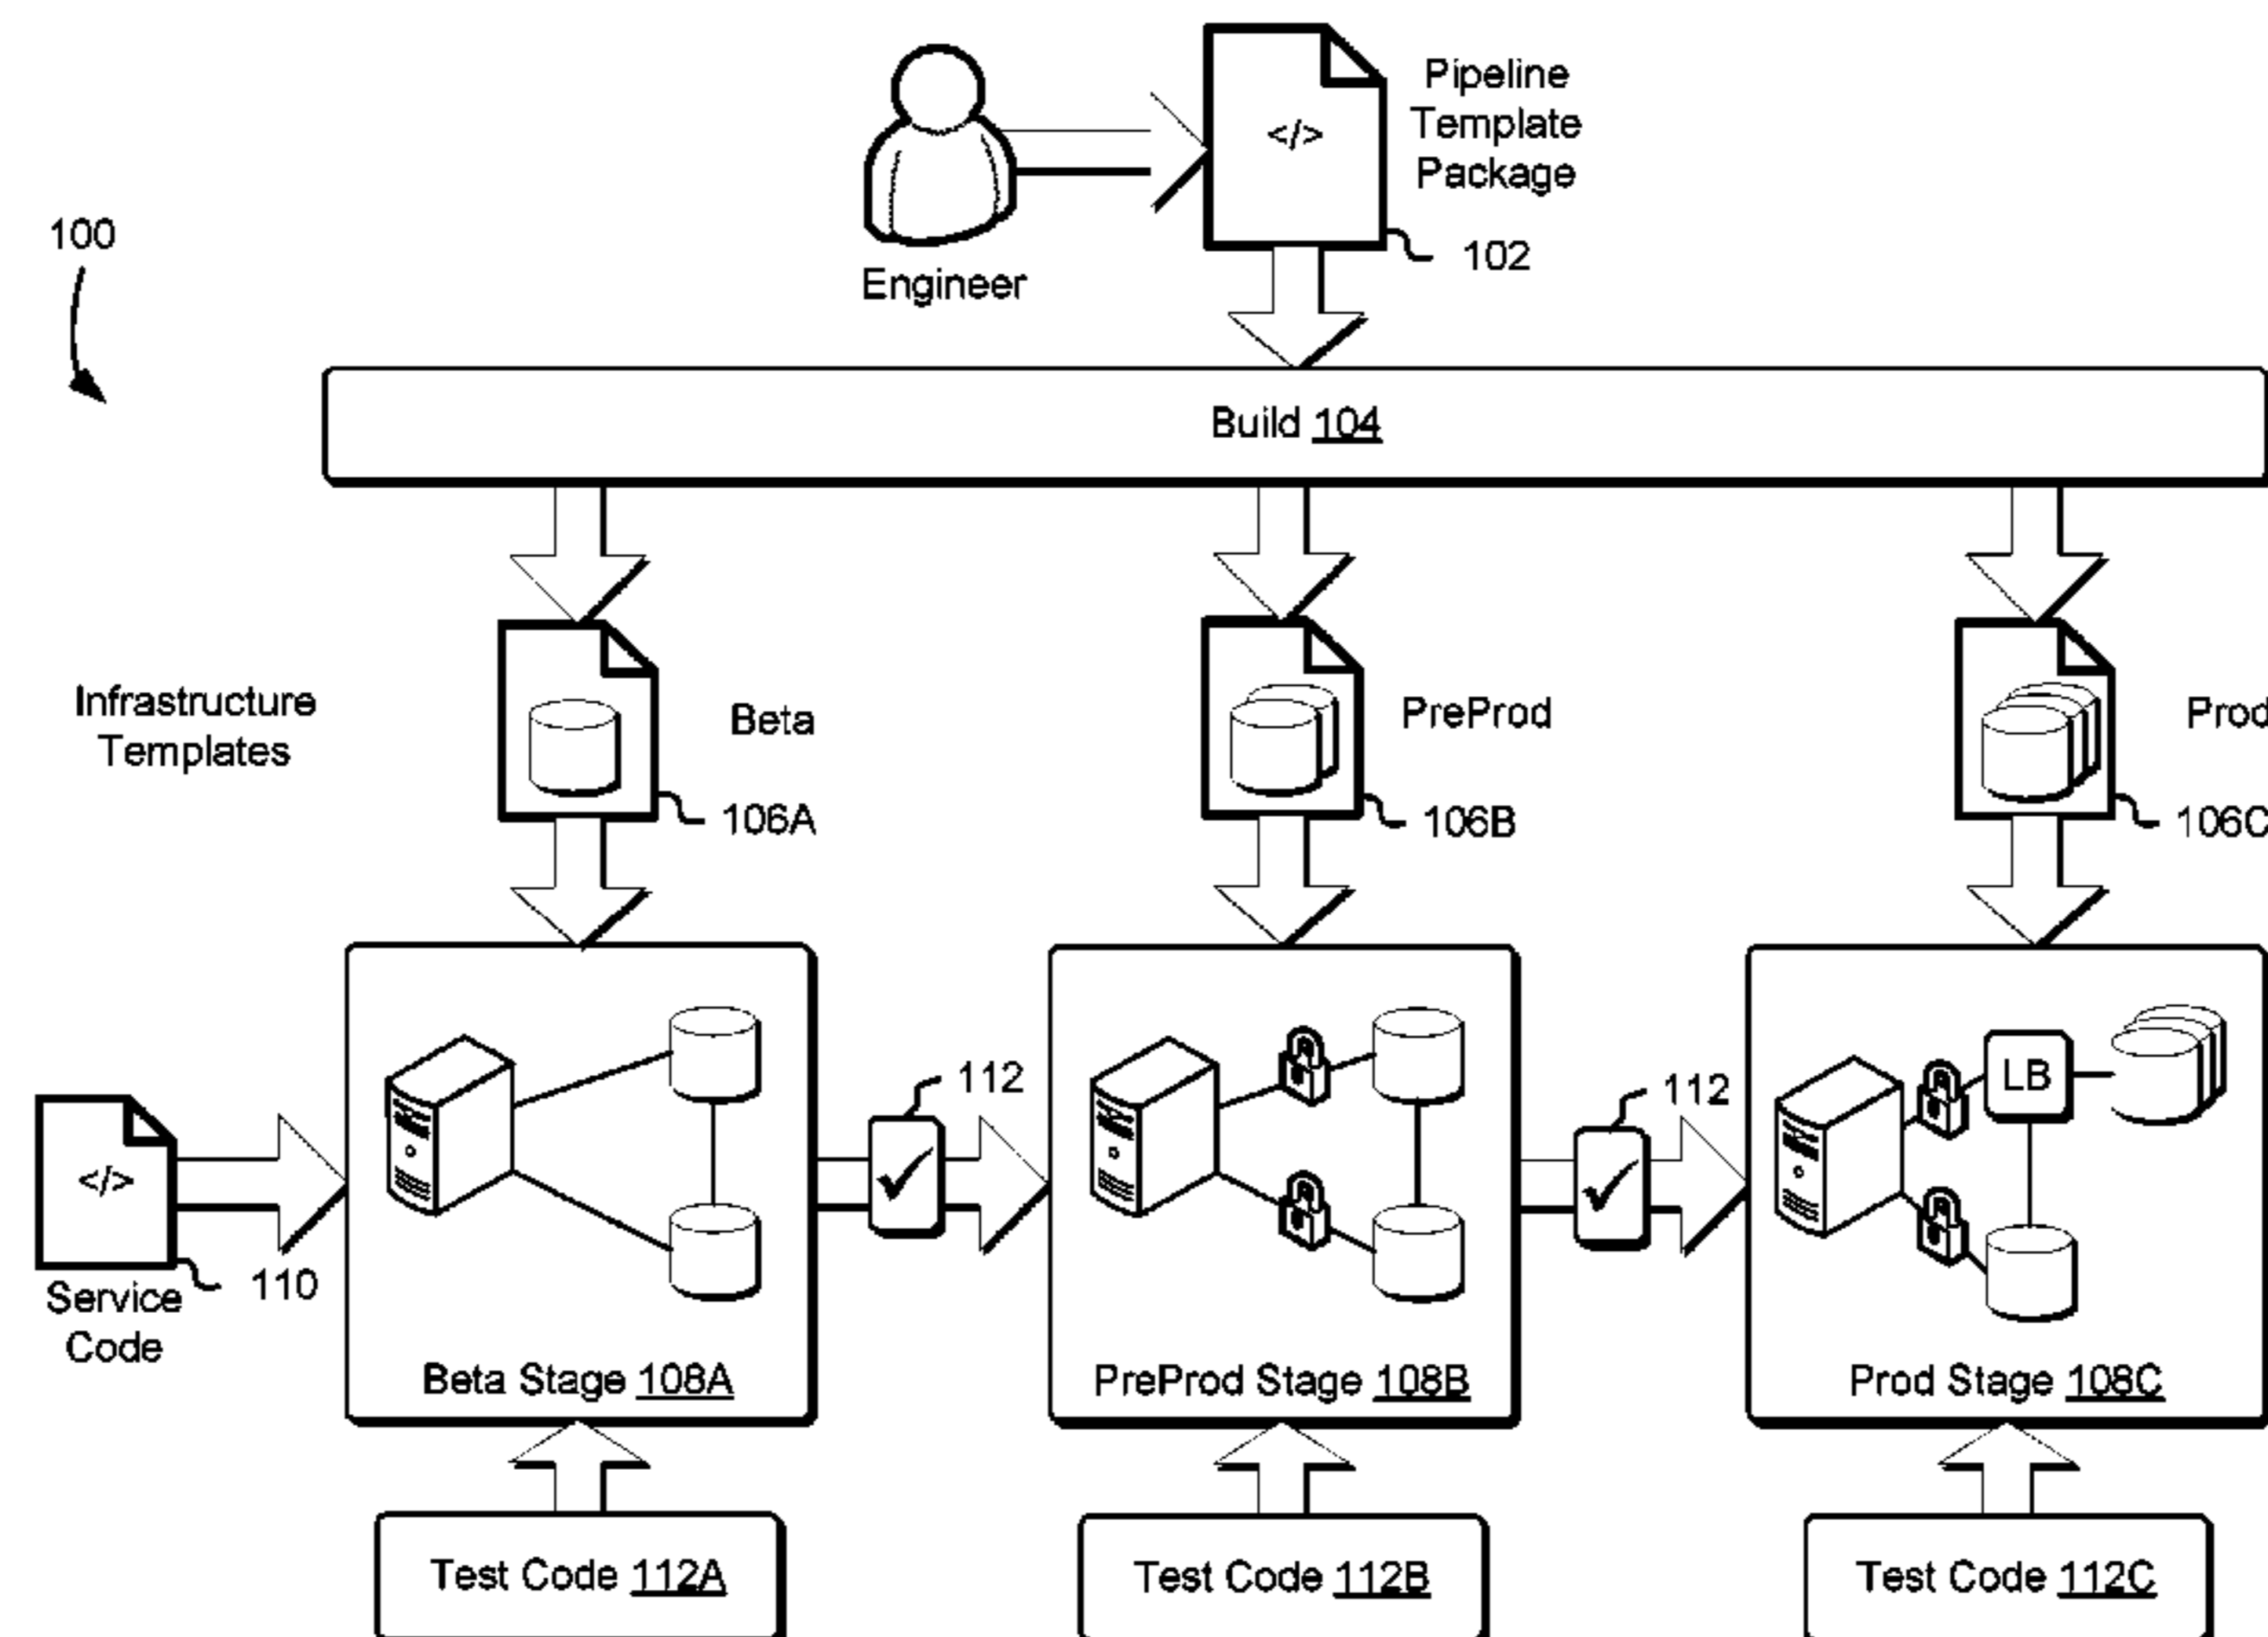 Pipeline
Template
Package
</>
100
102
Engineer
Build 104
Infrastructure
Templates
Beta
PreProd
Prod
106A
106B
106C
112
112
LB
</>
110
Service
Code
Beta Stage 108A
PreProd Stage 108B
Prod Stage 108C
Test Code 112A
Test Code 112B
Test Code 112C